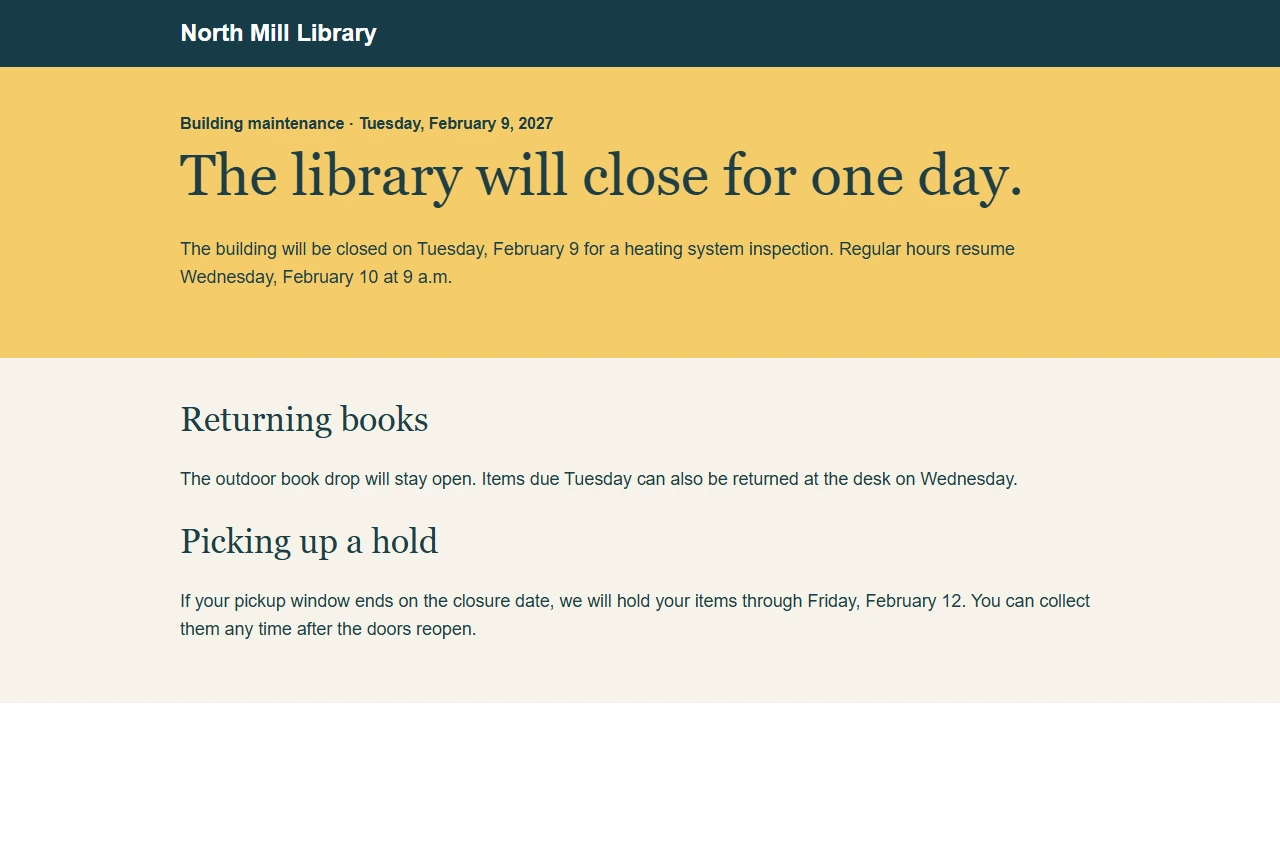 North Mill Library
Building maintenance · Tuesday, February 9, 2027
The library will close for one day.
The building will be closed on Tuesday, February 9 for a heating system inspection. Regular hours resume
Wednesday, February 10 at 9 a.m.
Returning books
The outdoor book drop will stay open. Items due Tuesday can also be returned at the desk on Wednesday.
Picking up a hold
If your pickup window ends on the closure date, we will hold your items through Friday, February 12. You can collect
them any time after the doors reopen.